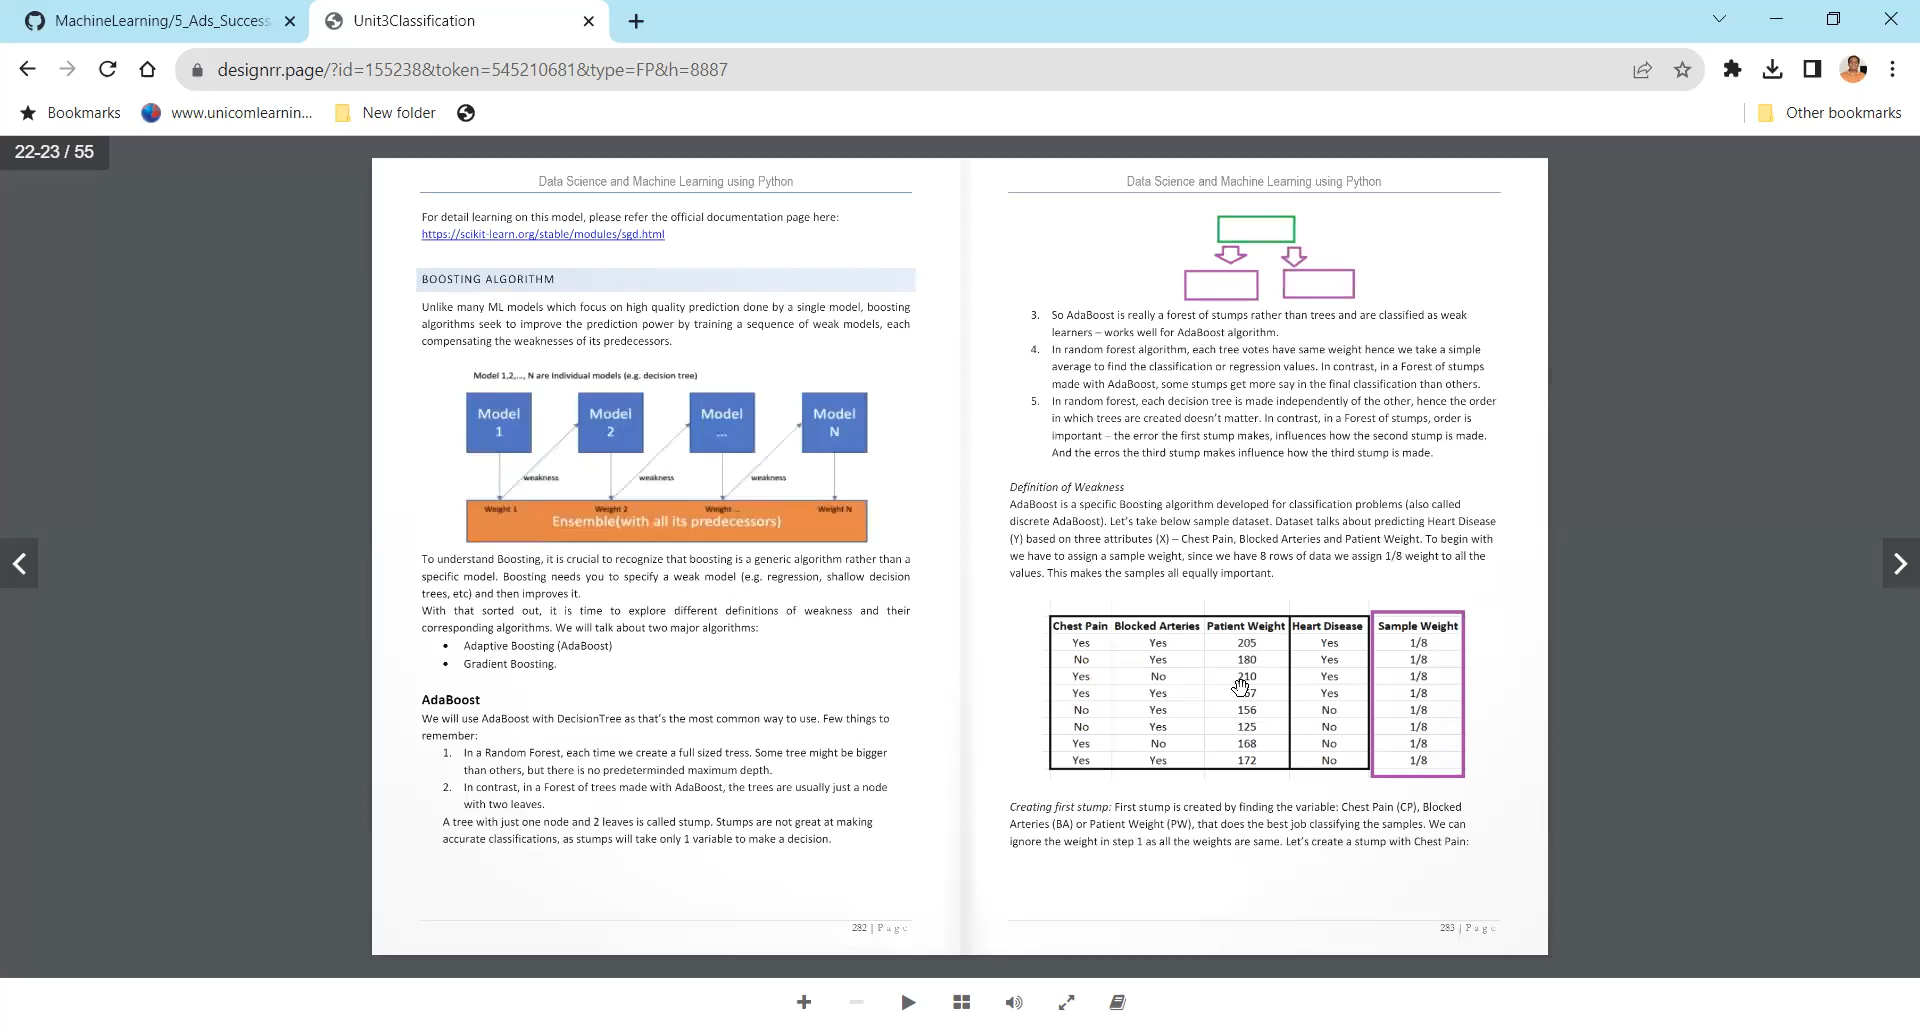 MachineLearning/5_Ads_Success
Unit3Classification
designrr.page/?id=155238&token=545210681&type=FP&h=8887
Bookmarks
www.unicomlearnin...
New folder
Other bookmarks
22-23 / 55
Data Science and Machine Learning using Python
For detail learning on this model, please refer the official documentation page here:
https://scikit-learn.org/stable/modules/sgd.html
BOOSTING ALGORITHM
Unlike many ML models which focus on high quality prediction done by a single model, boosting
algorithms seek to improve the prediction power by training a sequence of weak models, each
compensating the weaknesses of its predecessors.
Model 1,2,..., N are individual models (e.g. decision tree)
Model 1
Model 2
Model ...
Model N
weakness weakness weakness
Weight 1 Weight 2 Weight ... Weight N
Ensemble(with all its predecessors)
To understand Boosting, it is crucial to recognize that boosting is a generic algorithm rather than a
specific model. Boosting needs you to specify a weak model (e.g. regression, shallow decision
trees, etc) and then improves it.
With that sorted out, it is time to explore different definitions of weakness and their
corresponding algorithms. We will talk about two major algorithms:
• Adaptive Boosting (AdaBoost)
• Gradient Boosting.
AdaBoost
We will use AdaBoost with DecisionTree as that's the most common way to use. Few things to
remember:
1. In a Random Forest, each time we create a full sized tress. Some tree might be bigger
than others, but there is no predeterminded maximum depth.
2. In contrast, in a Forest of trees made with AdaBoost, the trees are usually just a node
with two leaves.
A tree with just one node and 2 leaves is called stump. Stumps are not great at making
accurate classifications, as stumps will take only 1 variable to make a decision.
282 | Page
Data Science and Machine Learning using Python
3. So AdaBoost is really a forest of stumps rather than trees and are classified as weak
learners – works well for AdaBoost algorithm.
4. In random forest algorithm, each tree votes have same weight hence we take a simple
average to find the classification or regression values. In contrast, in a Forest of stumps
made with AdaBoost, some stumps get more say in the final classification than others.
5. In random forest, each decision tree is made independently of the other, hence the order
in which trees are created doesn't matter. In contrast, in a Forest of stumps, order is
important – the error the first stump makes, influences how the second stump is made.
And the erros the third stump makes influence how the third stump is made.
Definition of Weakness
AdaBoost is a specific Boosting algorithm developed for classification problems (also called
discrete AdaBoost). Let's take below sample dataset. Dataset talks about predicting Heart Disease
(Y) based on three attributes (X) – Chest Pain, Blocked Arteries and Patient Weight. To begin with
we have to assign a sample weight, since we have 8 rows of data we assign 1/8 weight to all the
values. This makes the samples all equally important.
Chest Pain Blocked Arteries Patient Weight Heart Disease Sample Weight
Yes Yes 205 Yes 1/8
No Yes 180 Yes 1/8
Yes No 210 Yes 1/8
Yes Yes Yes 1/8
No Yes 156 No 1/8
No Yes 125 No 1/8
Yes No 168 No 1/8
Yes Yes 172 No 1/8
Creating first stump: First stump is created by finding the variable: Chest Pain (CP), Blocked
Arteries (BA) or Patient Weight (PW), that does the best job classifying the samples. We can
ignore the weight in step 1 as all the weights are same. Let's create a stump with Chest Pain:
283 | Page